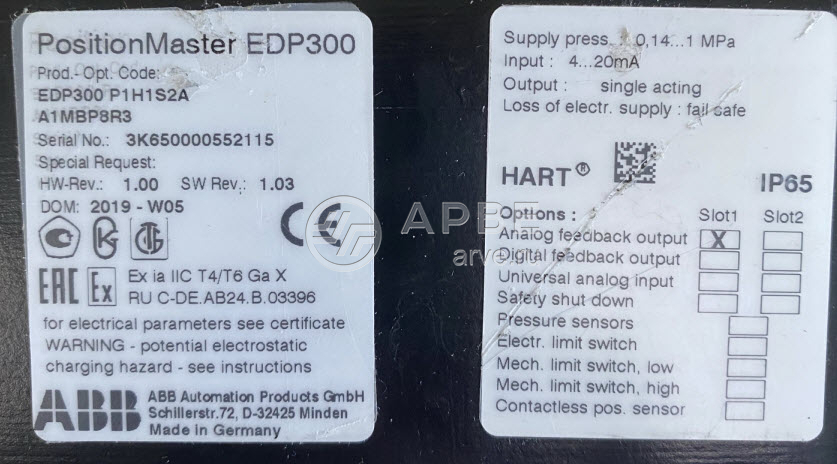 PositionMaster EDP300
Prod.- Opt. Code:
EDP300 P1H1S2A
A1MBP8R3
Serial No.: 3K650000552115
Special Request:
HW-Rev.: 1.00 SW Rev.: 1.03
DOM: 2019 - W05
CE
EAC Ex
Ex ia IIC T4/T6 Ga X
RU C-DE.AB24.B.03396
for electrical parameters see certificate
WARNING - potential electrostatic
charging hazard - see instructions
ABB
ABB Automation Products GmbH
Schillerstr.72, D-32425 Minden
Made in Germany
Supply press. 0,14...1 MPa
Input : 4...20mA
Output : single acting
Loss of electr. supply : fail safe
HART®
IP65
Options : Slot1 Slot2
Analog feedback output X
Digital feedback output
Universal analog input
Safety shut down
Pressure sensors
Electr. limit switch
Mech. limit switch, low
Mech. limit switch, high
Contactless pos. sensor